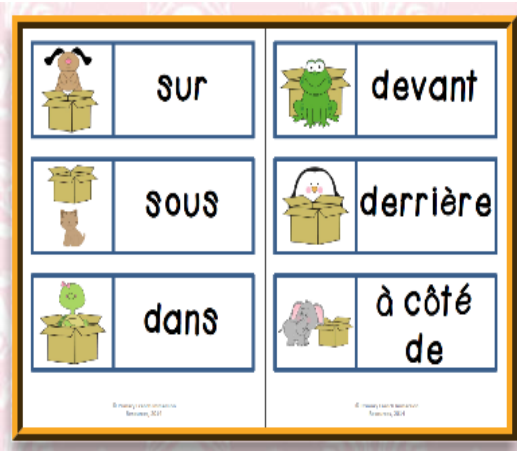 sur
sous
dans
devant
derrière
à côté
de